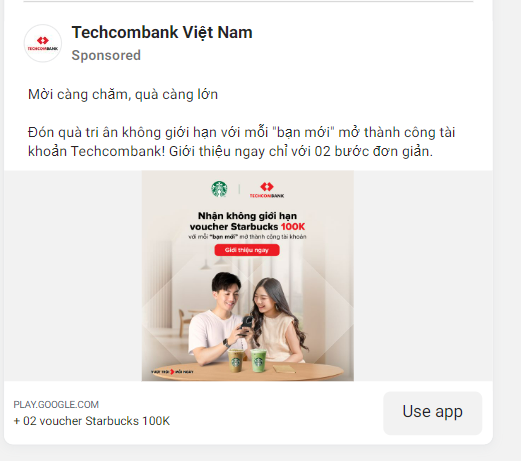 Techcombank Việt Nam
Sponsored
Mời càng chăm, quà càng lớn
Đón quà tri ân không giới hạn với mỗi "bạn mới" mở thành công tài
khoản Techcombank! Giới thiệu ngay chỉ với 02 bước đơn giản.
TECHCOMBANK
Nhận không giới hạn
voucher Starbucks 100K
với mỗi "bạn mới" mở thành công tài khoản
Giới thiệu ngay
PLAY.GOOGLE.COM
+ 02 voucher Starbucks 100K
Use app